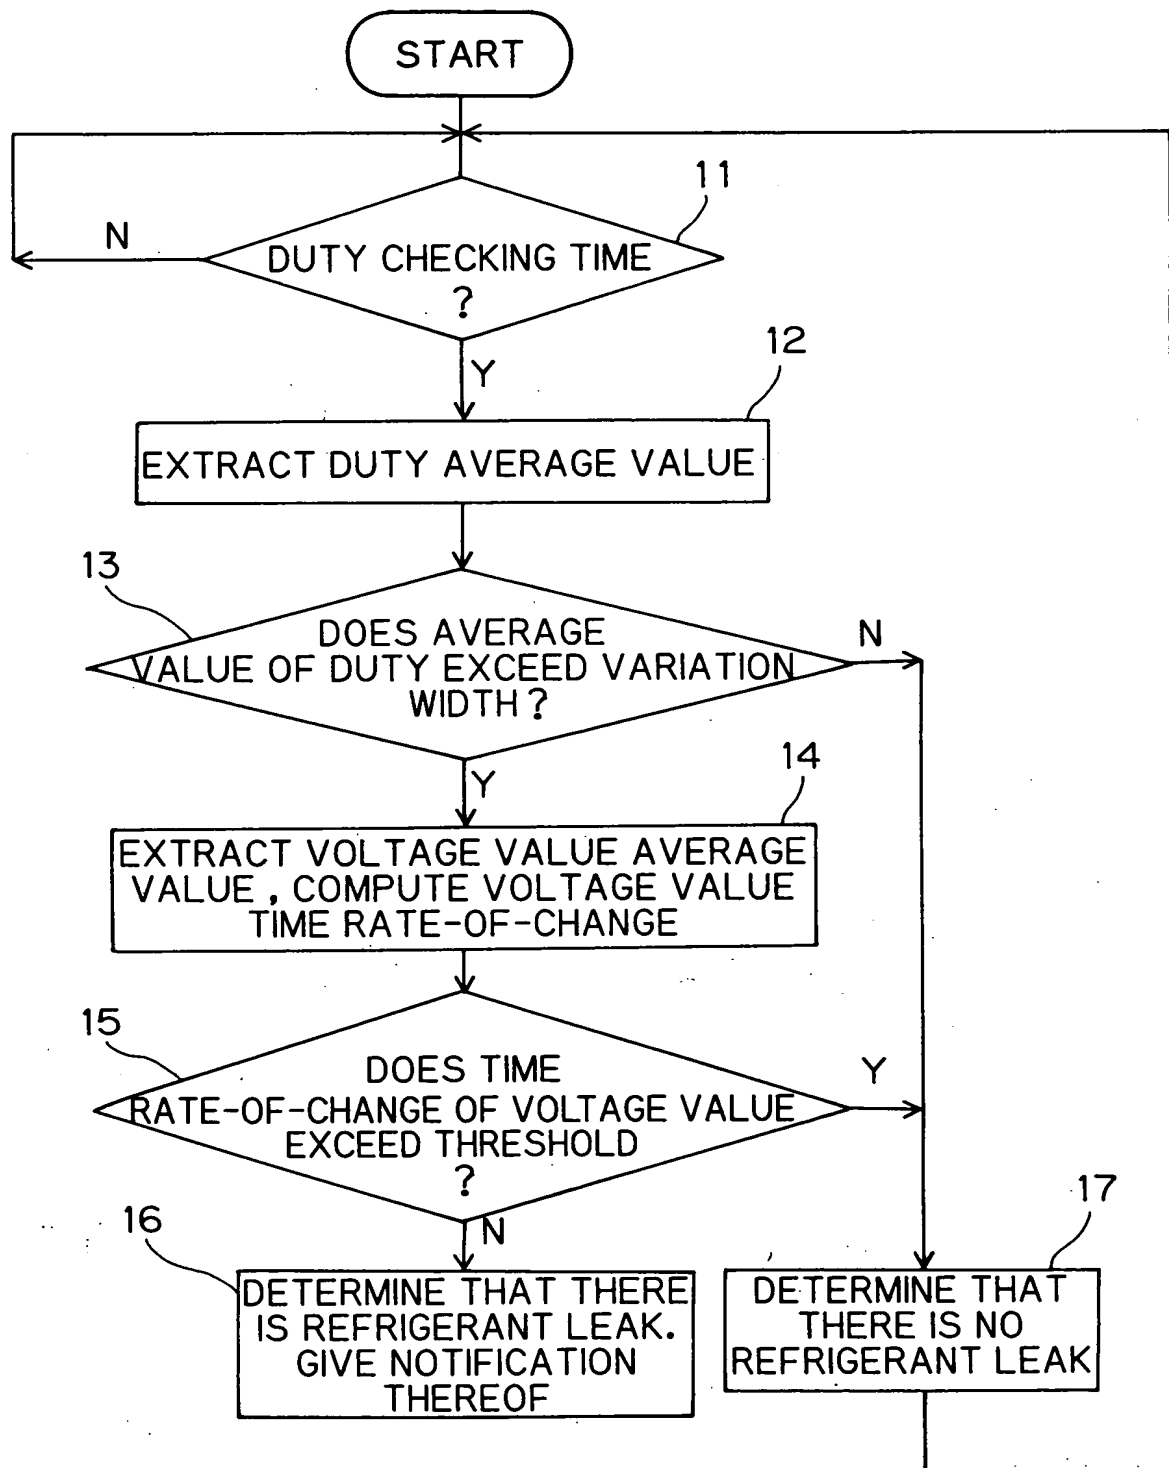 START
11
N
DUTY CHECKING TIME
?
Y
12
EXTRACT DUTY AVERAGE VALUE
13
DOES AVERAGE
VALUE OF DUTY EXCEED VARIATION
WIDTH?
N
Y
14
EXTRACT VOLTAGE VALUE AVERAGE
VALUE, COMPUTE VOLTAGE VALUE
TIME RATE-OF-CHANGE
15
DOES TIME
RATE-OF-CHANGE OF VOLTAGE VALUE
EXCEED THRESHOLD
?
Y
N
16
DETERMINE THAT THERE
IS REFRIGERANT LEAK.
GIVE NOTIFICATION
THEREOF
17
DETERMINE THAT
THERE IS NO
REFRIGERANT LEAK